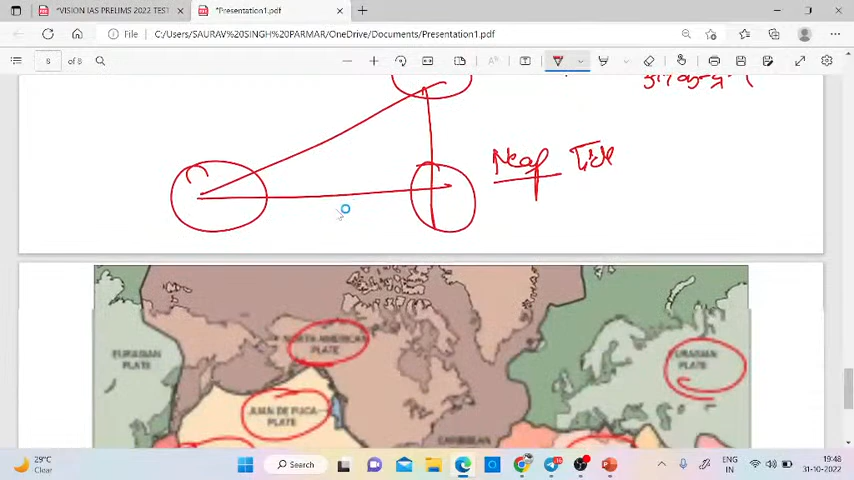 *VISION IAS PRELIMS 2022 TEST
*Presentation1.pdf
File C:/Users/SAURAV%20SINGH%20PARMAR/OneDrive/Documents/Presentation1.pdf
8 of 8
Neap Tide
NORTH AMERICAN
PLATE
EURASIAN
PLATE
EURASIAN
PLATE
JUAN DE FUCA
PLATE
CARIBBEAN
29°C
Clear
Search
ENG
IN
19:48
31-10-2022